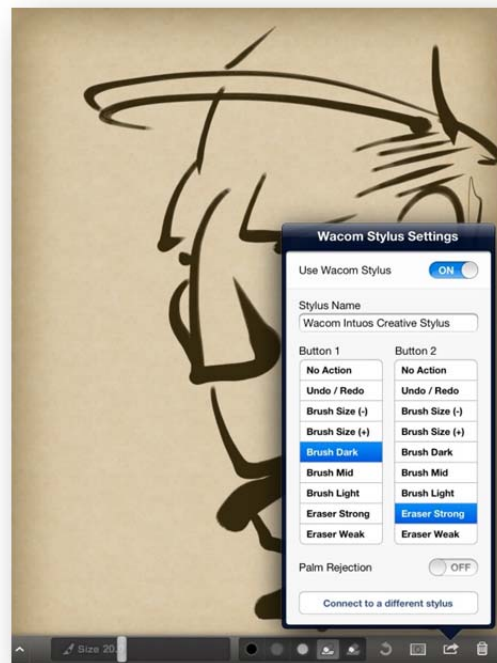 Wacom Stylus Settings
Use Wacom Stylus ON
Stylus Name
Wacom Intuos Creative Stylus
Button 1 Button 2
No Action No Action
Undo / Redo Undo / Redo
Brush Size (-) Brush Size (-)
Brush Size (+) Brush Size (+)
Brush Dark Brush Dark
Brush Mid Brush Mid
Brush Light Brush Light
Eraser Strong Eraser Strong
Eraser Weak Eraser Weak
Palm Rejection OFF
Connect to a different stylus
Size